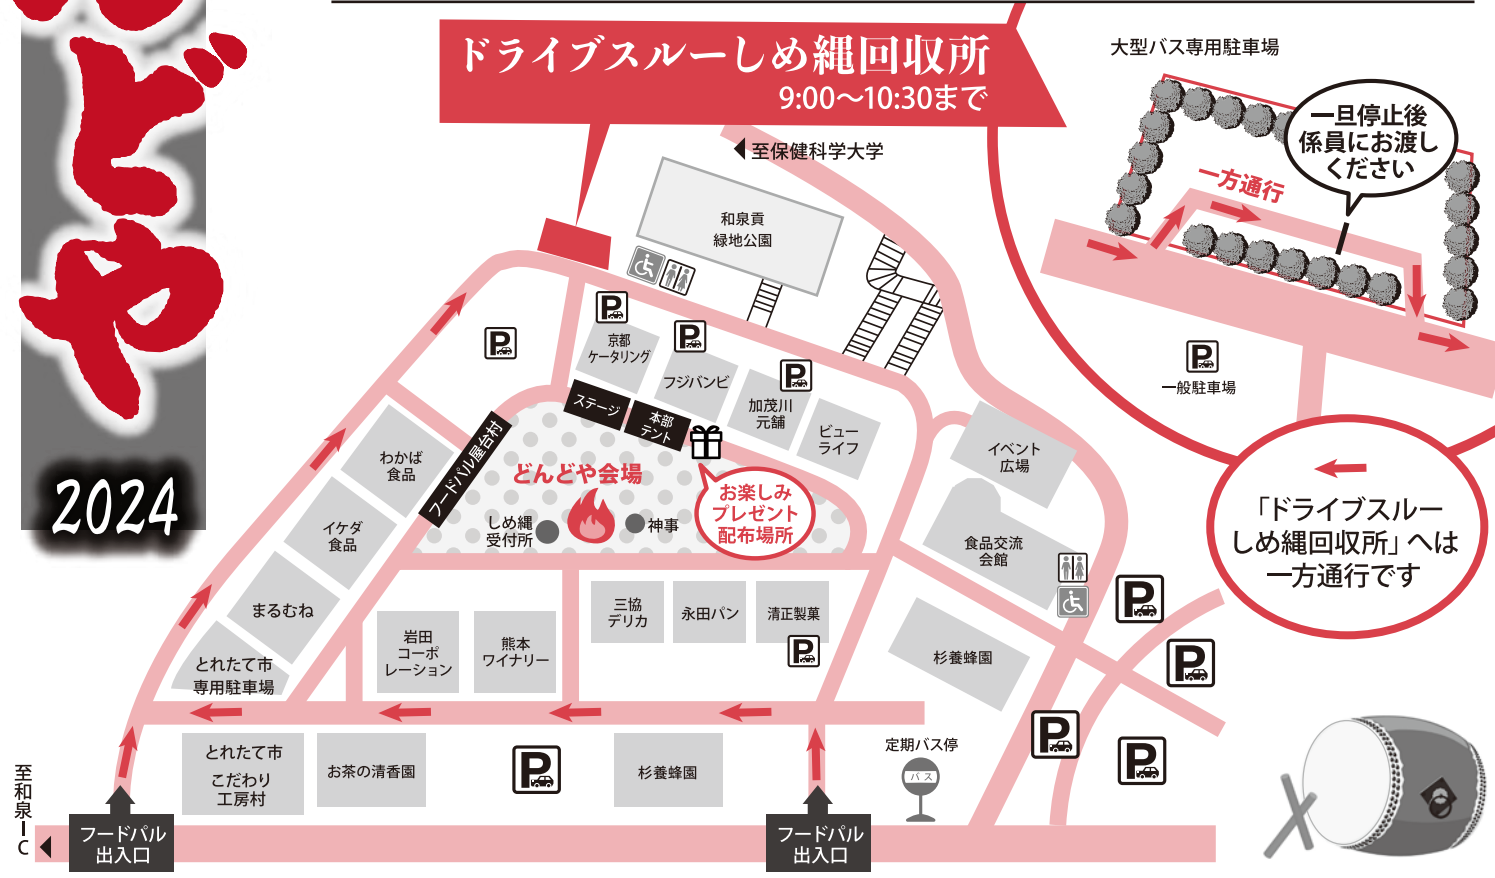 どや
2024
ドライブスルーしめ縄回収所
9:00～10:30まで
至保健科学大学
大型バス専用駐車場
一旦停止後
係員にお渡し
ください
一方通行
一般駐車場
「ドライブスルー
しめ縄回収所」へは
一方通行です
和泉貢
緑地公園
P
P
P
P
京都
ケータリング
フジバンビ
加茂川
元舗
ビュー
ライフ
ステージ
本部
テント
フードパル屋台村
どんどや会場
しめ縄
受付所
神事
お楽しみ
プレゼント
配布場所
イベント
広場
食品交流
会館
わかば
食品
イケダ
食品
まるむね
とれたて市
専用駐車場
岩田
コーポ
レーション
熊本
ワイナリー
三協
デリカ
永田パン
清正製菓
P
杉養蜂園
P
P
P
P
とれたて市
こだわり
工房村
お茶の清香園
P
杉養蜂園
定期バス停
バス
至和泉IC
フードパル
出入口
フードパル
出入口
P